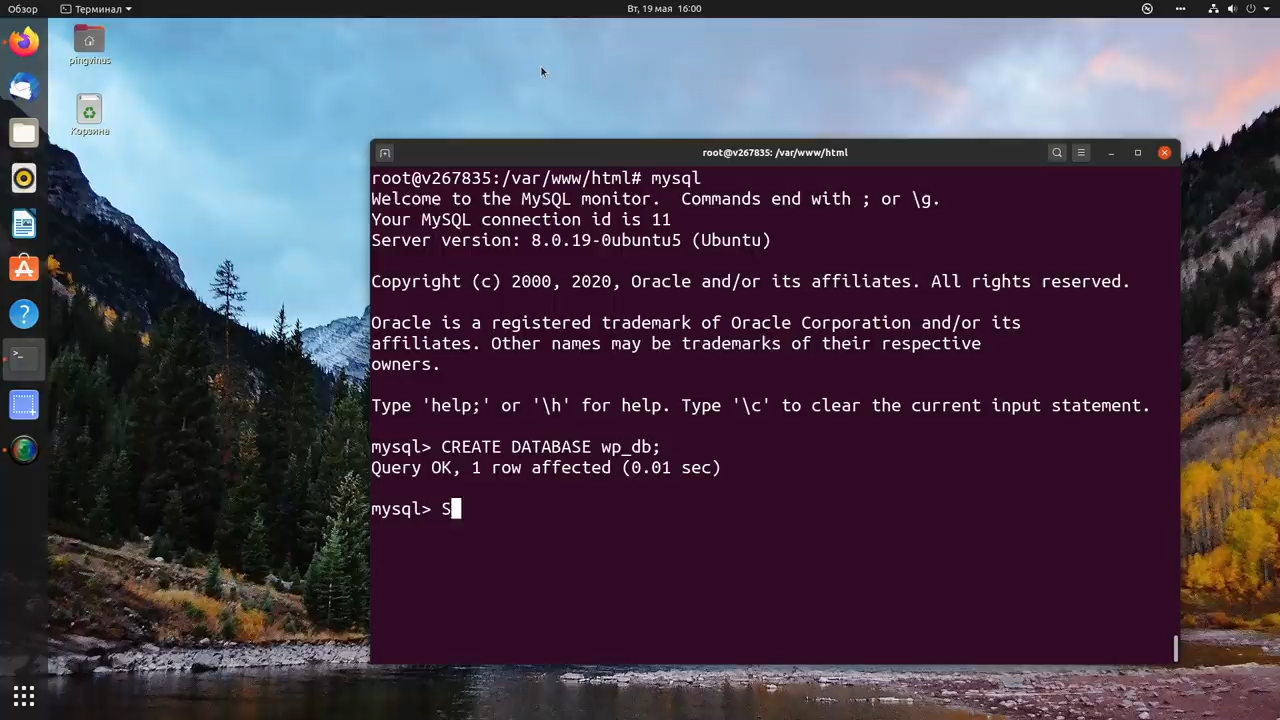 Обзор
Терминал
Вт, 19 мая 16:00
pingvinus
Корзина
root@v267835: /var/www/html
root@v267835:/var/www/html# mysql
Welcome to the MySQL monitor.  Commands end with ; or \g.
Your MySQL connection id is 11
Server version: 8.0.19-0ubuntu5 (Ubuntu)
Copyright (c) 2000, 2020, Oracle and/or its affiliates. All rights reserved.
Oracle is a registered trademark of Oracle Corporation and/or its
affiliates. Other names may be trademarks of their respective
owners.
Type 'help;' or '\h' for help. Type '\c' to clear the current input statement.
mysql> CREATE DATABASE wp_db;
Query OK, 1 row affected (0.01 sec)
mysql> S